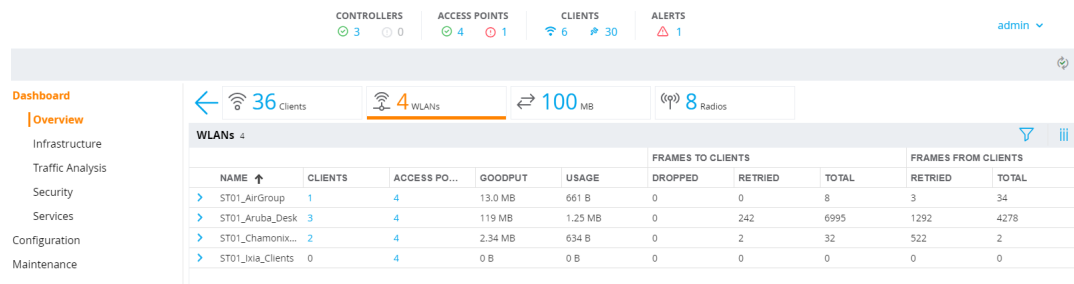 CONTROLLERS ACCESS POINTS CLIENTS ALERTS
3 0 4 1 6 30 1 admin
Dashboard
Overview
Infrastructure
Traffic Analysis
Security
Services
Configuration
Maintenance
36 Clients 4 WLANs 100 MB 8 Radios
WLANs 4
FRAMES TO CLIENTS FRAMES FROM CLIENTS
NAME CLIENTS ACCESS PO... GOODPUT USAGE DROPPED RETRIED TOTAL RETRIED TOTAL
ST01_AirGroup 1 4 13.0 MB 661 B 0 0 8 3 34
ST01_Aruba_Desk 3 4 119 MB 1.25 MB 0 242 6995 1292 4278
ST01_Chamonix... 2 4 2.34 MB 634 B 0 2 32 522 2
ST01_Ixia_Clients 0 4 0 B 0 B 0 0 0 0 0